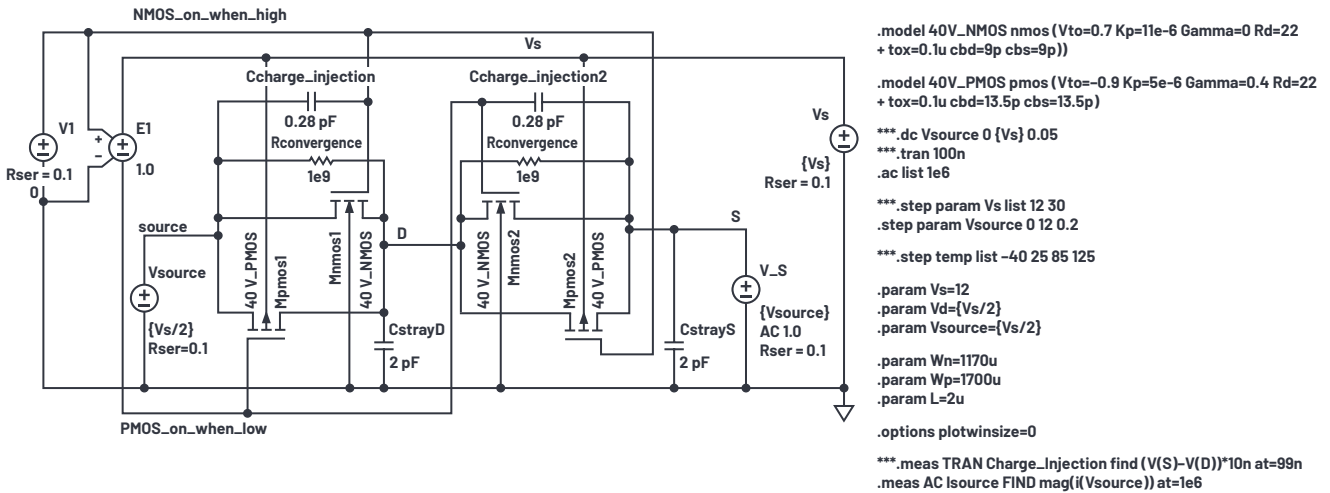 NMOS_on_when_high
Vs
Ccharge_injection
Ccharge_injection2
0.28 pF
0.28 pF
Rconvergence
Rconvergence
1e9
1e9
V1
Rser = 0.1
0
+
−
E1
1.0
Vs
{Vs}
Rser = 0.1
source
Vsource
{Vs/2}
Rser=0.1
40 V_PMOS
Mpmos1
Mnmos1
40 V_NMOS
D
40 V_NMOS
Mnmos2
Mpmos2
40 V_PMOS
S
V_S
{Vsource}
AC 1.0
Rser = 0.1
CstrayD
2 pF
CstrayS
2 pF
PMOS_on_when_low
.model 40V_NMOS nmos (Vto=0.7 Kp=11e-6 Gamma=0 Rd=22
+ tox=0.1u cbd=9p cbs=9p))
.model 40V_PMOS pmos (Vto=−0.9 Kp=5e-6 Gamma=0.4 Rd=22
+ tox=0.1u cbd=13.5p cbs=13.5p)
***.dc Vsource 0 {Vs} 0.05
***.tran 100n
.ac list 1e6
***.step param Vs list 12 30
.step param Vsource 0 12 0.2
***.step temp list −40 25 85 125
.param Vs=12
.param Vd={Vs/2}
.param Vsource={Vs/2}
.param Wn=1170u
.param Wp=1700u
.param L=2u
.options plotwinsize=0
***.meas TRAN Charge_Injection find (V(S)−V(D))*10n at=99n
.meas AC Isource FIND mag(i(Vsource)) at=1e6